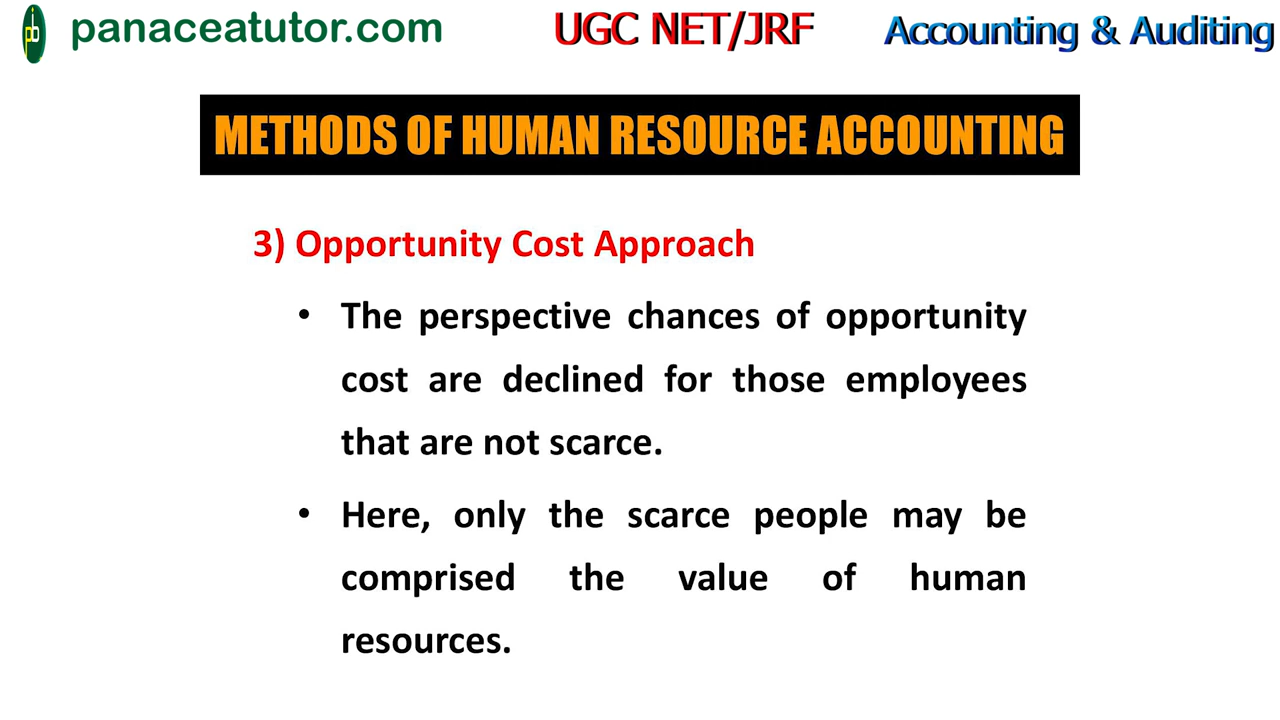 ipb panaceatutor.com UGC NET/JRF Accounting & Auditing
METHODS OF HUMAN RESOURCE ACCOUNTING
3) Opportunity Cost Approach
• The perspective chances of opportunity
cost are declined for those employees
that are not scarce.
• Here, only the scarce people may be
comprised the value of human
resources.